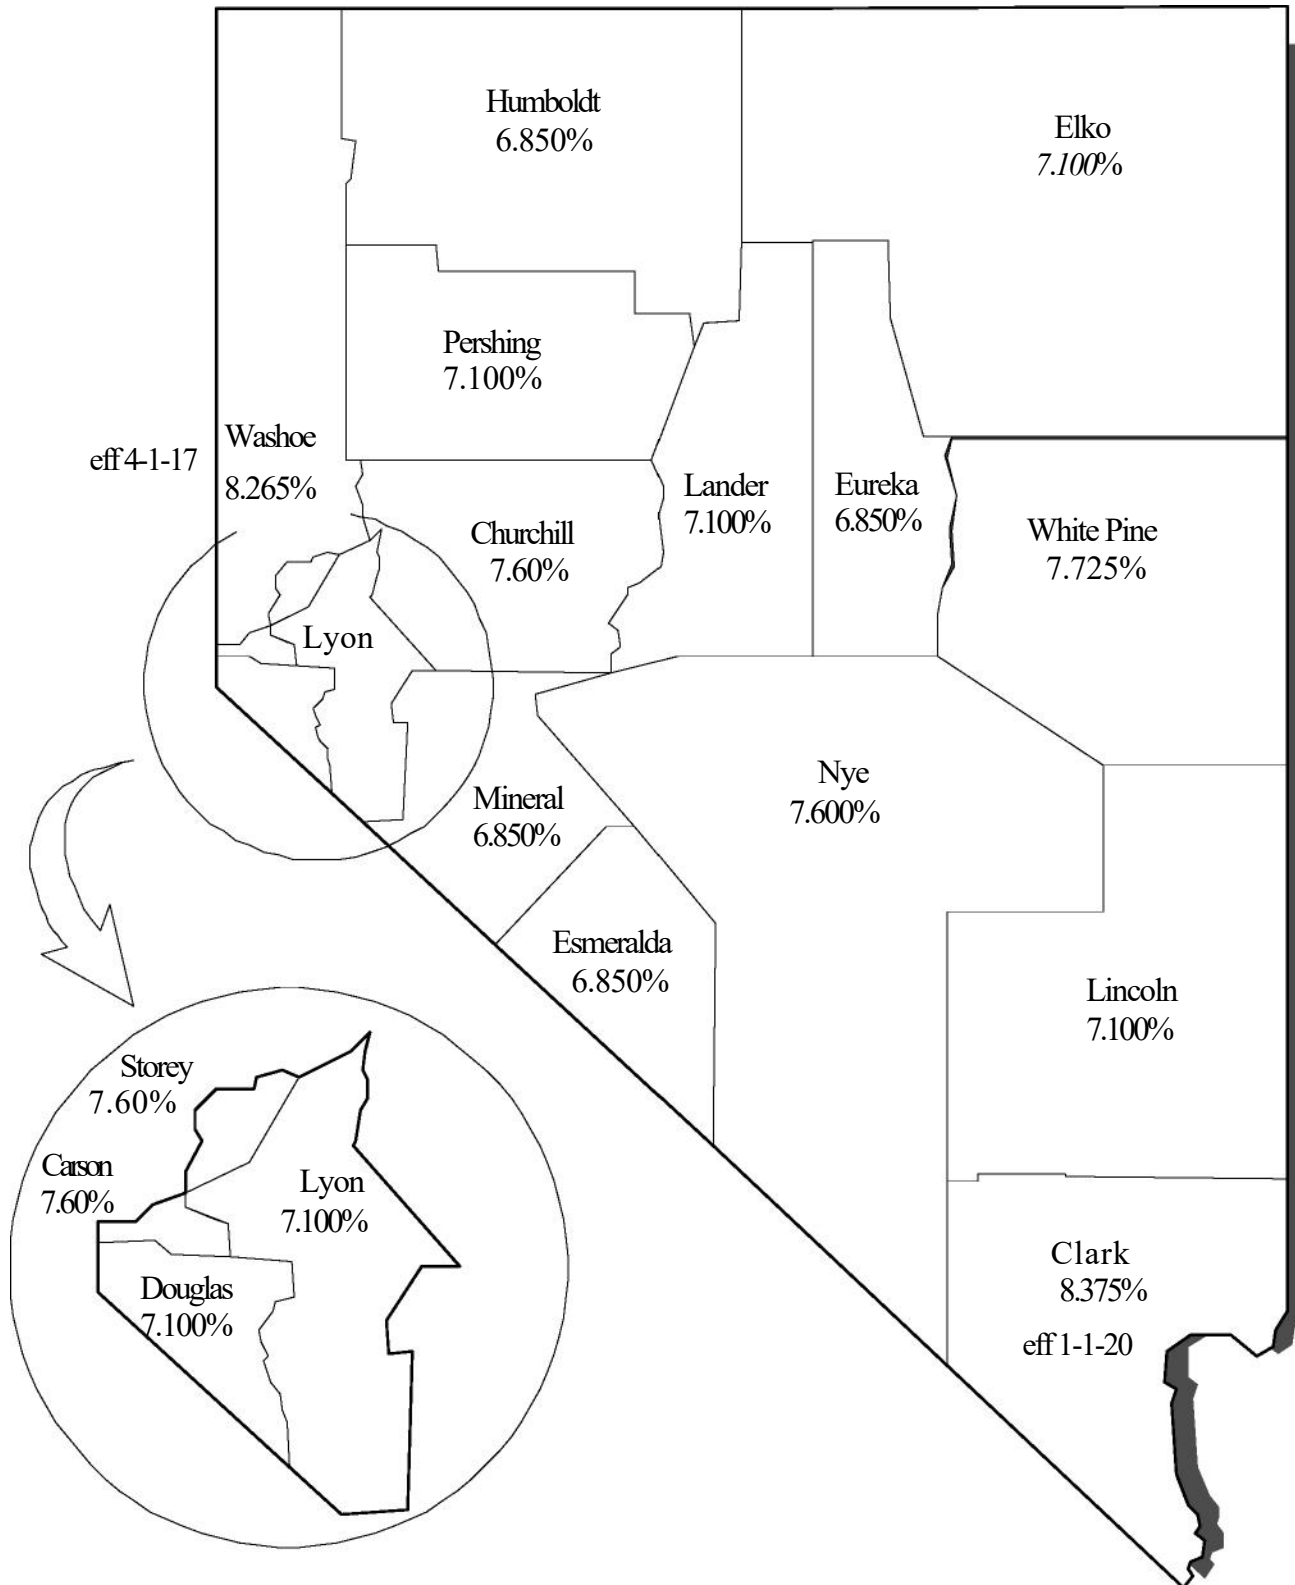 Humboldt
6.850%
Elko
7.100%
Pershing
7.100%
Washoe
eff 4-1-17
8.265%
Lander
7.100%
Eureka
6.850%
Churchill
7.60%
White Pine
7.725%
Lyon
Nye
7.600%
Mineral
6.850%
Esmeralda
6.850%
Lincoln
7.100%
Storey
7.60%
Carson
7.60%
Lyon
7.100%
Douglas
7.100%
Clark
8.375%
eff 1-1-20